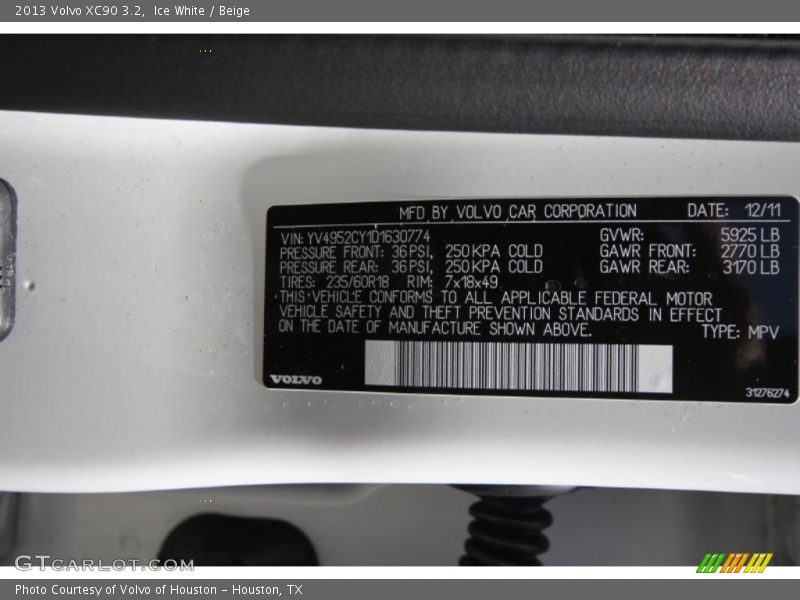 2013 Volvo XC90 3.2,  Ice White / Beige
MFD BY VOLVO CAR CORPORATION DATE: 12/11
VIN: YV4952CY1D1630774 GVWR: 5925 LB
PRESSURE FRONT: 36 PSI, 250 KPA COLD GAWR FRONT: 2770 LB
PRESSURE REAR: 36 PSI, 250 KPA COLD GAWR REAR: 3170 LB
TIRES: 235/60R18 RIM: 7x18x49
THIS VEHICLE CONFORMS TO ALL APPLICABLE FEDERAL MOTOR
VEHICLE SAFETY AND THEFT PREVENTION STANDARDS IN EFFECT
ON THE DATE OF MANUFACTURE SHOWN ABOVE. TYPE: MPV
VOLVO 31276274
GTCARLOT.COM
Photo Courtesy of Volvo of Houston - Houston, TX